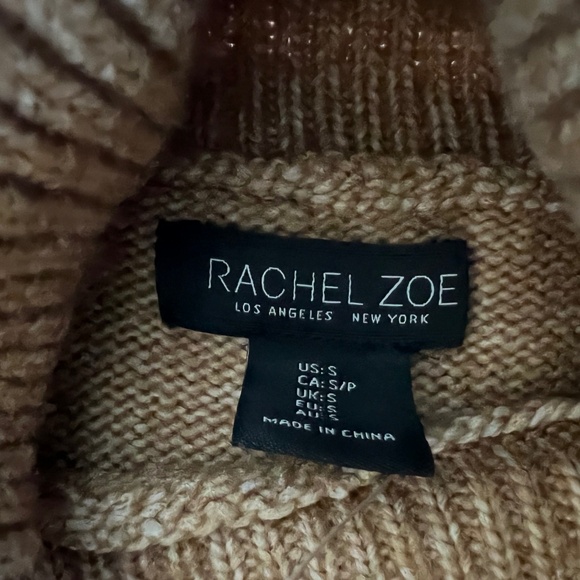 RACHEL ZOE
LOS ANGELES NEW YORK
US: S
CA: S/P
UK: S
EU: S
AU: S
MADE IN CHINA